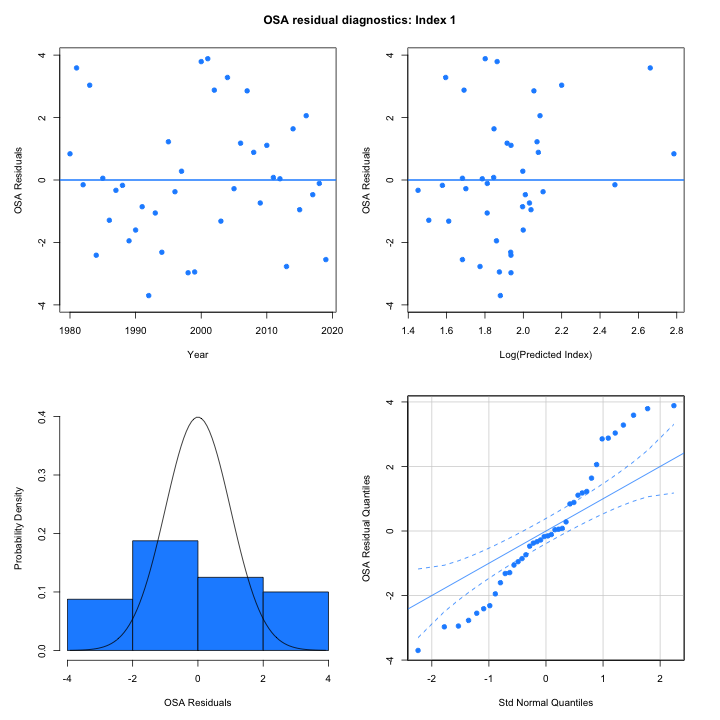 OSA residual diagnostics: Index 1
OSA Residuals
4
2
0
-2
-4
1980 1990 2000 2010 2020
Year
OSA Residuals
4
2
0
-2
-4
1.4 1.6 1.8 2.0 2.2 2.4 2.6 2.8
Log(Predicted Index)
Probability Density
0.4
0.3
0.2
0.1
0.0
-4 -2 0 2 4
OSA Residuals
OSA Residual Quantiles
4
2
0
-2
-4
-2 -1 0 1 2
Std Normal Quantiles